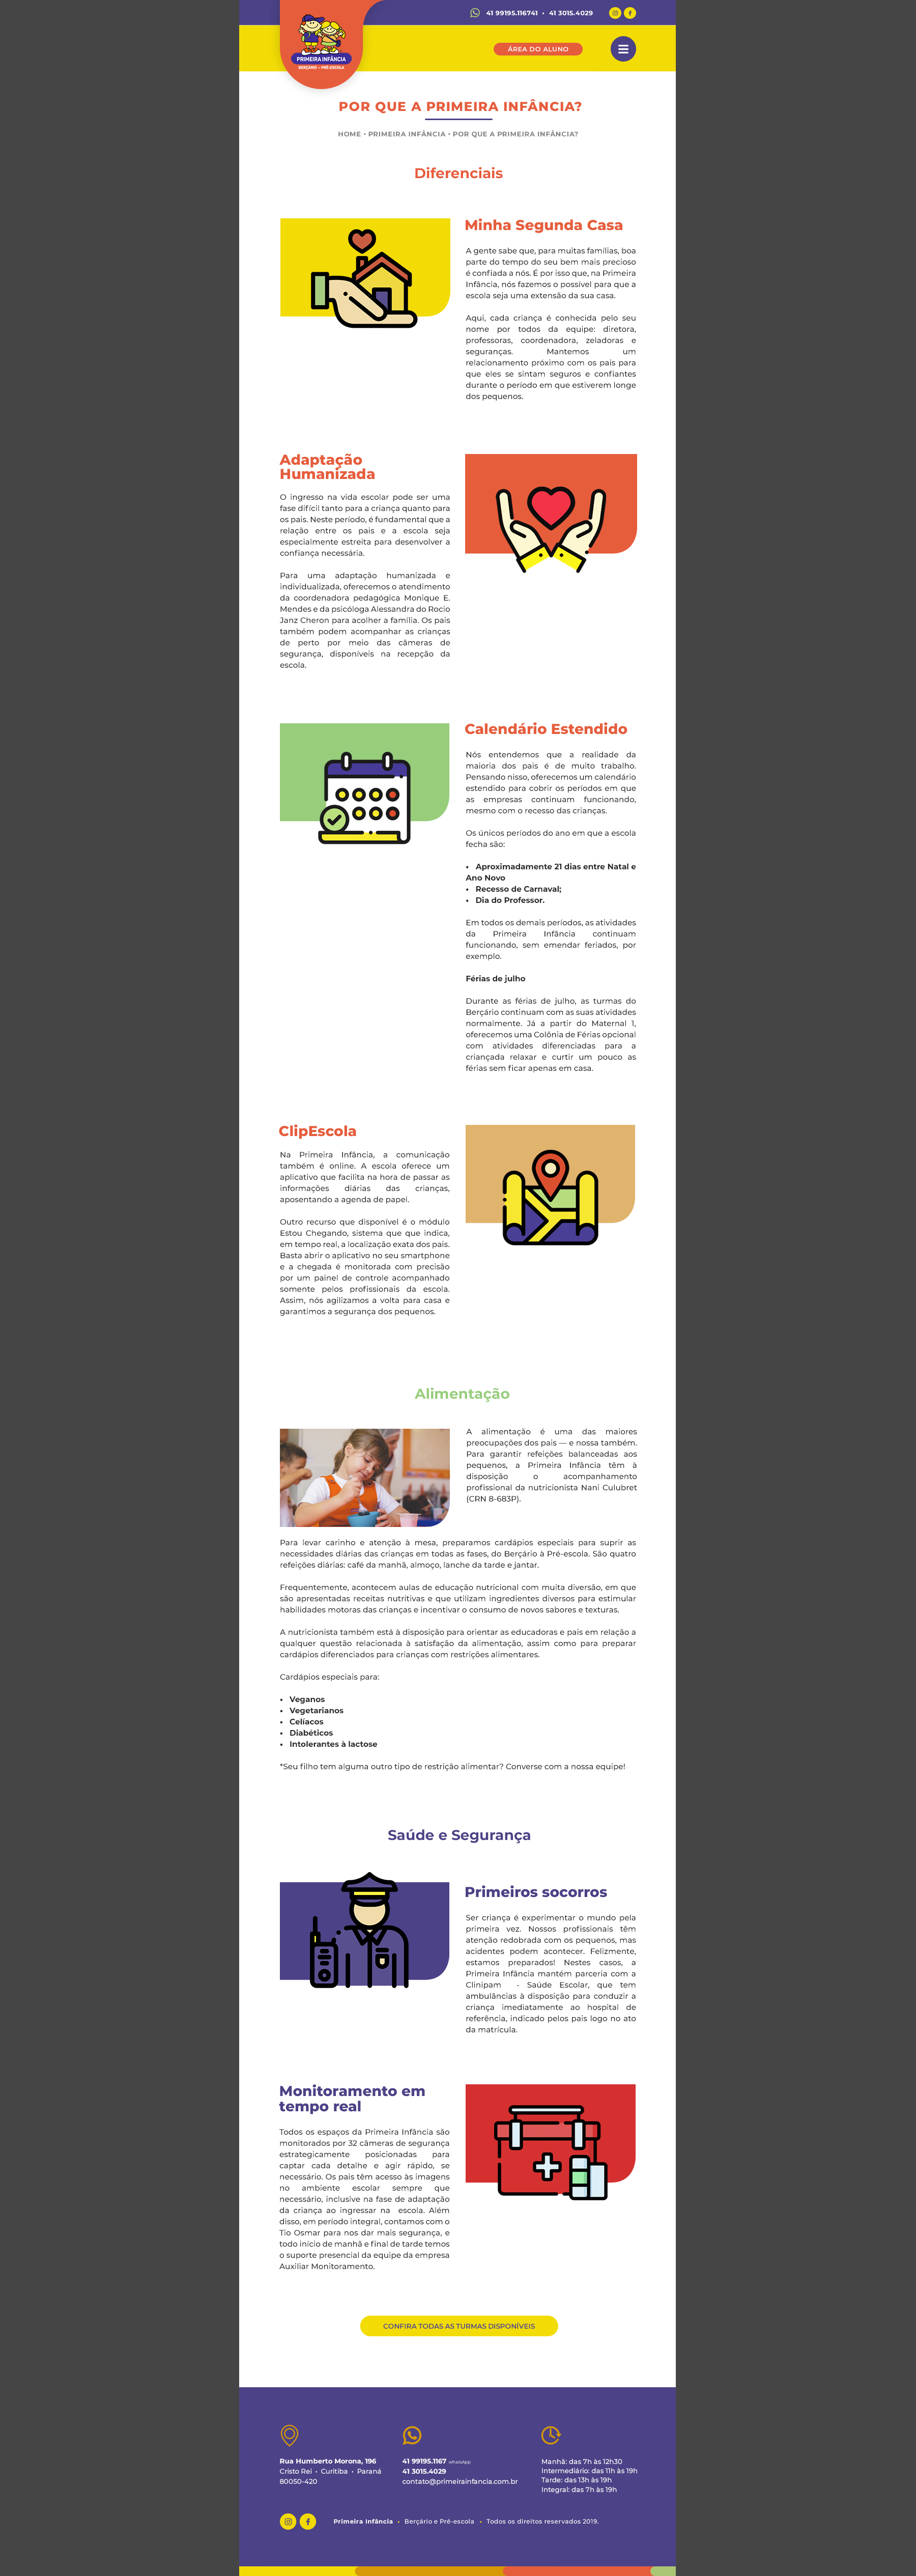 41 99195.116741 • 41 3015.4029
PRIMEIRA INFÂNCIA
BERÇÁRIO – PRÉ-ESCOLA
ÁREA DO ALUNO
POR QUE A PRIMEIRA INFÂNCIA?
HOME • PRIMEIRA INFÂNCIA • POR QUE A PRIMEIRA INFÂNCIA?
Diferenciais
Minha Segunda Casa
A gente sabe que, para muitas famílias, boa
parte do tempo do seu bem mais precioso
é confiada a nós. É por isso que, na Primeira
Infância, nós fazemos o possível para que a
escola seja uma extensão da sua casa.
Aqui, cada criança é conhecida pelo seu
nome por todos da equipe: diretora,
professoras, coordenadora, zeladoras e
seguranças. Mantemos um
relacionamento próximo com os pais para
que eles se sintam seguros e confiantes
durante o período em que estiverem longe
dos pequenos.
Adaptação
Humanizada
O ingresso na vida escolar pode ser uma
fase difícil tanto para a criança quanto para
os pais. Neste período, é fundamental que a
relação entre os pais e a escola seja
especialmente estreita para desenvolver a
confiança necessária.
Para uma adaptação humanizada e
individualizada, oferecemos o atendimento
da coordenadora pedagógica Monique E.
Mendes e da psicóloga Alessandra do Rocio
Janz Cheron para acolher a família. Os pais
também podem acompanhar as crianças
de perto por meio das câmeras de
segurança, disponíveis na recepção da
escola.
Calendário Estendido
Nós entendemos que a realidade da
maioria dos pais é de muito trabalho.
Pensando nisso, oferecemos um calendário
estendido para cobrir os períodos em que
as empresas continuam funcionando,
mesmo com o recesso das crianças.
Os únicos períodos do ano em que a escola
fecha são:
• Aproximadamente 21 dias entre Natal e
Ano Novo
• Recesso de Carnaval;
• Dia do Professor.
Em todos os demais períodos, as atividades
da Primeira Infância continuam
funcionando, sem emendar feriados, por
exemplo.
Férias de julho
Durante as férias de julho, as turmas do
Berçário continuam com as suas atividades
normalmente. Já a partir do Maternal 1,
oferecemos uma Colônia de Férias opcional
com atividades diferenciadas para a
criançada relaxar e curtir um pouco as
férias sem ficar apenas em casa.
ClipEscola
Na Primeira Infância, a comunicação
também é online. A escola oferece um
aplicativo que facilita na hora de passar as
informações diárias das crianças,
aposentando a agenda de papel.
Outro recurso que disponível é o módulo
Estou Chegando, sistema que que indica,
em tempo real, a localização exata dos pais.
Basta abrir o aplicativo no seu smartphone
e a chegada é monitorada com precisão
por um painel de controle acompanhado
somente pelos profissionais da escola.
Assim, nós agilizamos a volta para casa e
garantimos a segurança dos pequenos.
Alimentação
A alimentação é uma das maiores
preocupações dos pais — e nossa também.
Para garantir refeições balanceadas aos
pequenos, a Primeira Infância têm à
disposição o acompanhamento
profissional da nutricionista Nani Culubret
(CRN 8-683P).
Para levar carinho e atenção à mesa, preparamos cardápios especiais para suprir as
necessidades diárias das crianças em todas as fases, do Berçário à Pré-escola. São quatro
refeições diárias: café da manhã, almoço, lanche da tarde e jantar.
Frequentemente, acontecem aulas de educação nutricional com muita diversão, em que
são apresentadas receitas nutritivas e que utilizam ingredientes diversos para estimular
habilidades motoras das crianças e incentivar o consumo de novos sabores e texturas.
A nutricionista também está à disposição para orientar as educadoras e pais em relação a
qualquer questão relacionada à satisfação da alimentação, assim como para preparar
cardápios diferenciados para crianças com restrições alimentares.
Cardápios especiais para:
• Veganos
• Vegetarianos
• Celíacos
• Diabéticos
• Intolerantes à lactose
*Seu filho tem alguma outro tipo de restrição alimentar? Converse com a nossa equipe!
Saúde e Segurança
Primeiros socorros
Ser criança é experimentar o mundo pela
primeira vez. Nossos profissionais têm
atenção redobrada com os pequenos, mas
acidentes podem acontecer. Felizmente,
estamos preparados! Nestes casos, a
Primeira Infância mantém parceria com a
Clinipam - Saúde Escolar, que tem
ambulâncias à disposição para conduzir a
criança imediatamente ao hospital de
referência, indicado pelos pais logo no ato
da matrícula.
Monitoramento em
tempo real
Todos os espaços da Primeira Infância são
monitorados por 32 câmeras de segurança
estrategicamente posicionadas para
captar cada detalhe e agir rápido, se
necessário. Os pais têm acesso às imagens
no ambiente escolar sempre que
necessário, inclusive na fase de adaptação
da criança ao ingressar na escola. Além
disso, em período integral, contamos com o
Tio Osmar para nos dar mais segurança, e
todo início de manhã e final de tarde temos
o suporte presencial da equipe da empresa
Auxiliar Monitoramento.
CONFIRA TODAS AS TURMAS DISPONÍVEIS
Rua Humberto Morona, 196
Cristo Rei • Curitiba • Paraná
80050-420
41 99195.1167 whatsApp
41 3015.4029
contato@primeirainfancia.com.br
Manhã: das 7h às 12h30
Intermediário: das 11h às 19h
Tarde: das 13h às 19h
Integral: das 7h às 19h
Primeira Infância • Berçário e Pré-escola • Todos os direitos reservados 2019.